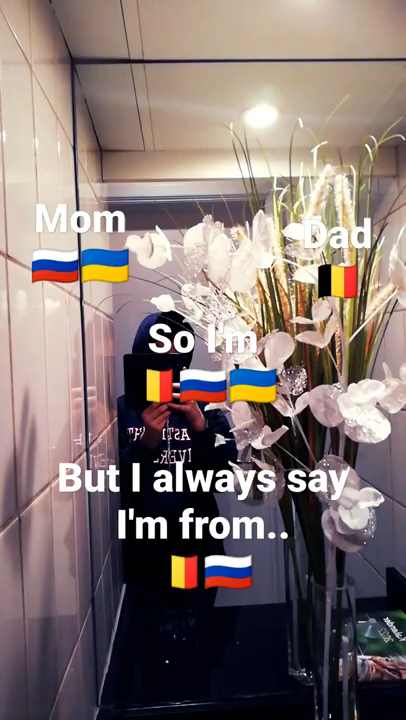 Mom
🇷🇺🇺🇦
Dad
🇧🇪
So I'm
🇧🇪🇷🇺🇺🇦
But I always say
I'm from..
🇧🇪🇷🇺